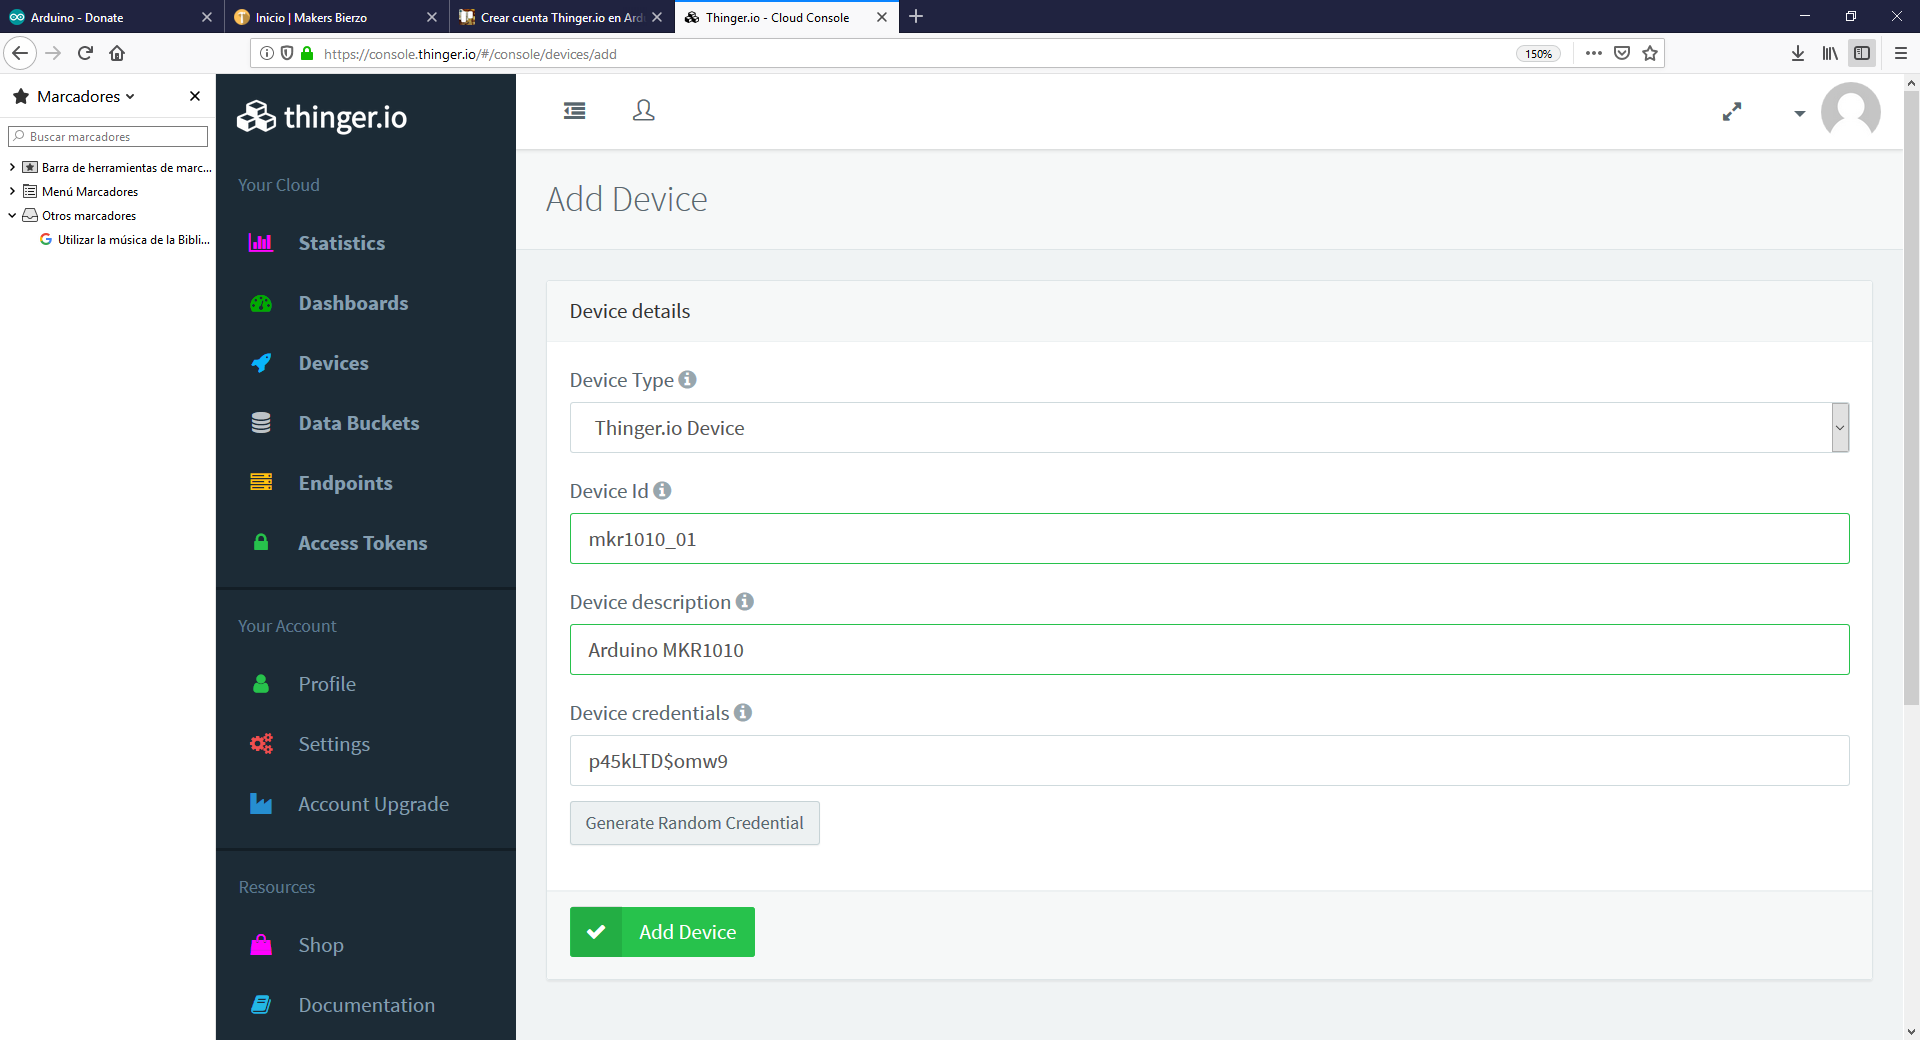 Arduino - Donate
Inicio | Makers Bierzo
Crear cuenta Thinger.io en Ard
Thinger.io - Cloud Console
https://console.thinger.io/#/console/devices/add
150%
Marcadores
Buscar marcadores
Barra de herramientas de marc...
Menú Marcadores
Otros marcadores
Utilizar la música de la Bibli...
thinger.io
Your Cloud
Statistics
Dashboards
Devices
Data Buckets
Endpoints
Access Tokens
Your Account
Profile
Settings
Account Upgrade
Resources
Shop
Documentation
Add Device
Device details
Device Type
Thinger.io Device
Device Id
mkr1010_01
Device description
Arduino MKR1010
Device credentials
p45kLTD$omw9
Generate Random Credential
Add Device